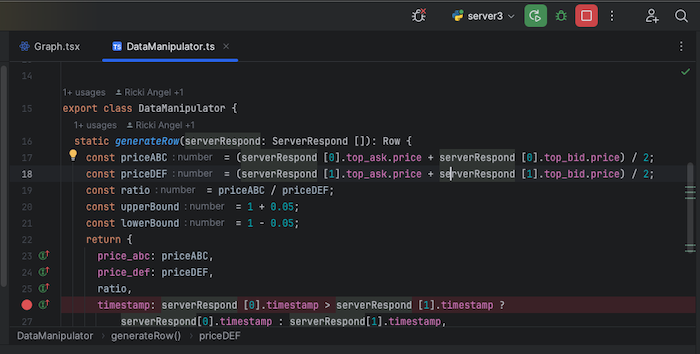 server3
Graph.tsx
TS DataManipulator.ts
14
1+ usages Ricki Angel +1
15 export class DataManipulator {
1+ usages Ricki Angel +1
16 static generateRow(serverRespond: ServerRespond []): Row {
17 const priceABC : number = (serverRespond [0].top_ask.price + serverRespond [0].top_bid.price) / 2;
18 const priceDEF : number = (serverRespond [1].top_ask.price + serverRespond [1].top_bid.price) / 2;
19 const ratio : number = priceABC / priceDEF;
20 const upperBound : number = 1 + 0.05;
21 const lowerBound : number = 1 - 0.05;
22 return {
23 price_abc: priceABC,
24 price_def: priceDEF,
25 ratio,
timestamp: serverRespond [0].timestamp > serverRespond [1].timestamp ?
27 serverRespond[0].timestamp : serverRespond[1].timestamp,
DataManipulator > generateRow() > priceDEF